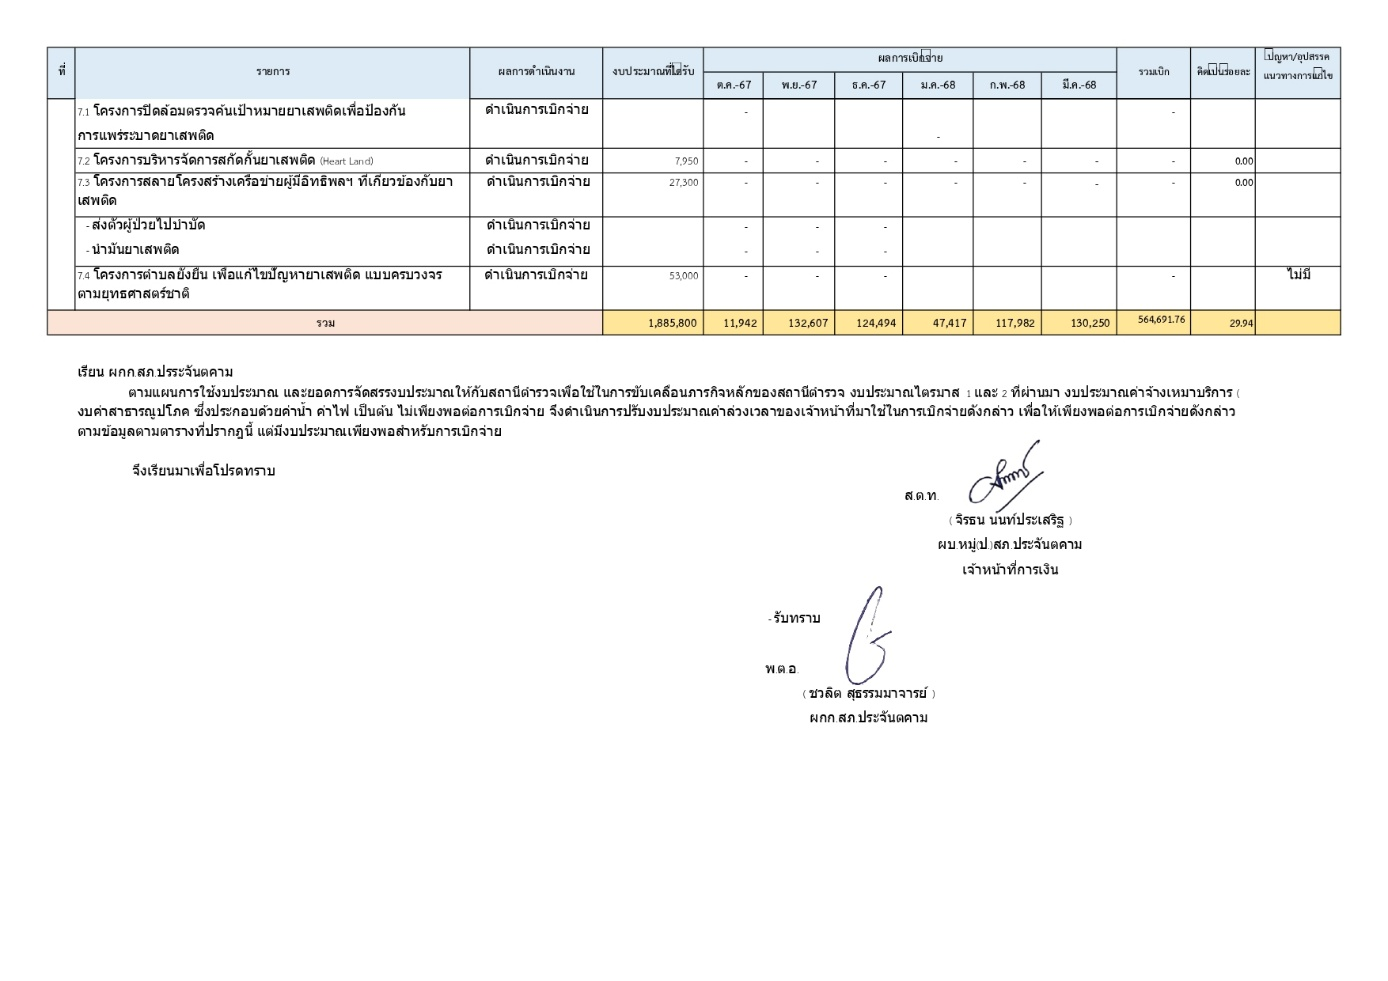 ที่ รายการ ผลการดำเนินงาน งบประมาณที่ได้รับ ผลการเบิกจ่าย รวมเบิก คิดเป็นร้อยละ ปัญหา/อุปสรรค
แนวทางการแก้ไข
ต.ค.-67 พ.ย.-67 ธ.ค.-67 ม.ค.-68 ก.พ.-68 มี.ค.-68
7.1 โครงการปิดล้อมตรวจค้นเป้าหมายยาเสพติดเพื่อป้องกัน ดำเนินการเบิกจ่าย - -
การแพร่ระบาดยาเสพติด -
7.2 โครงการบริหารจัดการสกัดกั้นยาเสพติด (Heart Land) ดำเนินการเบิกจ่าย 7,950 - - - - - - - 0.00
7.3 โครงการสลายโครงสร้างเครือข่ายผู้มีอิทธิพลฯ ที่เกี่ยวข้องกับยา ดำเนินการเบิกจ่าย 27,300 - - - - - - - 0.00
เสพติด
- ส่งตัวผู้ป่วยไปบำบัด ดำเนินการเบิกจ่าย - - -
- น้ำมันยาเสพติด ดำเนินการเบิกจ่าย - - -
7.4 โครงการตำบลยั่งยืน เพื่อแก้ไขปัญหายาเสพติด แบบครบวงจร ดำเนินการเบิกจ่าย 53,000 - - - - ไม่มี
ตามยุทธศาสตร์ชาติ
รวม 1,885,800 11,942 132,607 124,494 47,417 117,982 130,250 564,691.76 29.94
เรียน ผกก.สภ.ประจันตคาม
ตามแผนการใช้งบประมาณ และยอดการจัดสรรงบประมาณให้กับสถานีตำรวจเพื่อใช้ในการขับเคลื่อนภารกิจหลักของสถานีตำรวจ งบประมาณไตรมาส 1 และ 2 ที่ผ่านมา งบประมาณค่าจ้างเหมาบริการ (
งบค่าสาธารณูปโภค ซึ่งประกอบด้วยค่าน้ำ ค่าไฟ เป็นต้น ไม่เพียงพอต่อการเบิกจ่าย จึงดำเนินการปรับงบประมาณค่าล่วงเวลาของเจ้าหน้าที่มาใช้ในการเบิกจ่ายดังกล่าว เพื่อให้เพียงพอต่อการเบิกจ่ายดังกล่าว
ตามข้อมูลตามตารางที่ปรากฏนี้ แต่มีงบประมาณเพียงพอสำหรับการเบิกจ่าย
จึงเรียนมาเพื่อโปรดทราบ
ส.ต.ท.
( จิรธน นนท์ประเสริฐ )
ผบ.หมู่(ป.)สภ.ประจันตคาม
เจ้าหน้าที่การเงิน
- รับทราบ
พ.ต.อ.
( ชวลิต สุธรรมมาจารย์ )
ผกก.สภ.ประจันตคาม